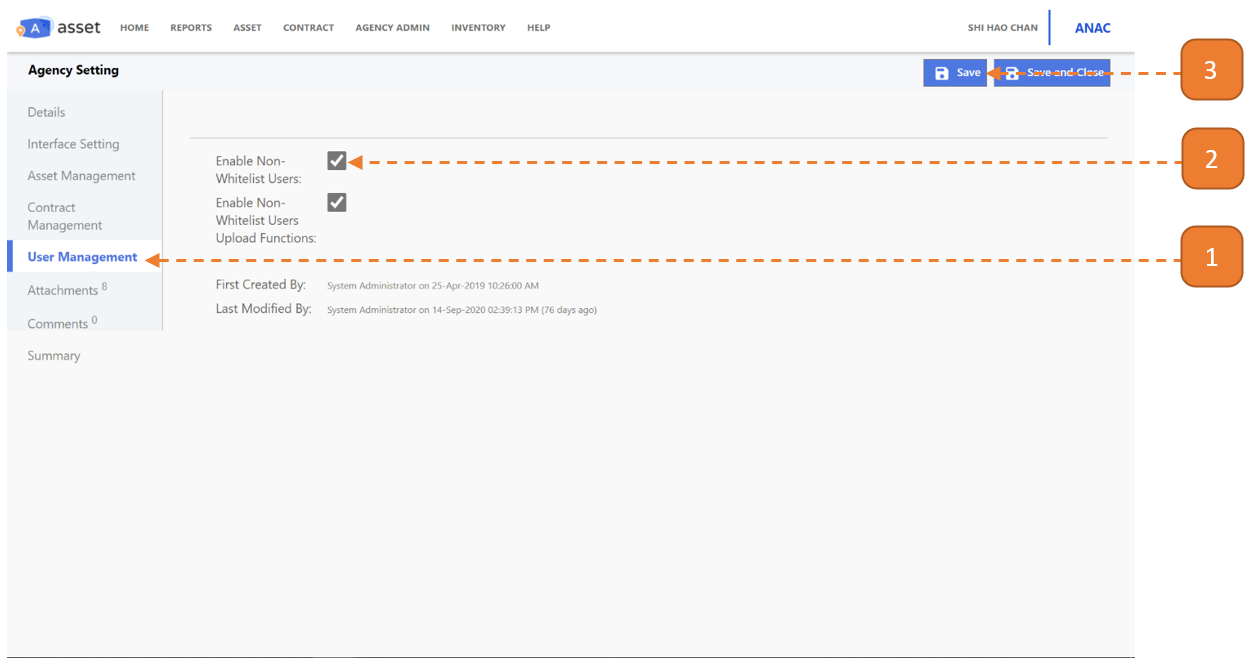 A asset HOME REPORTS ASSET CONTRACT AGENCY ADMIN INVENTORY HELP SHI HAO CHAN ANAC
Agency Setting Save Save and Close 3
Details
Interface Setting
Asset Management
Contract
Management
User Management
Attachments 8
Comments 0
Summary
Enable Non-
Whitelist Users:
2
Enable Non-
Whitelist Users
Upload Functions:
1
First Created By: System Administrator on 25-Apr-2019 10:26:00 AM
Last Modified By: System Administrator on 14-Sep-2020 02:39:13 PM (76 days ago)